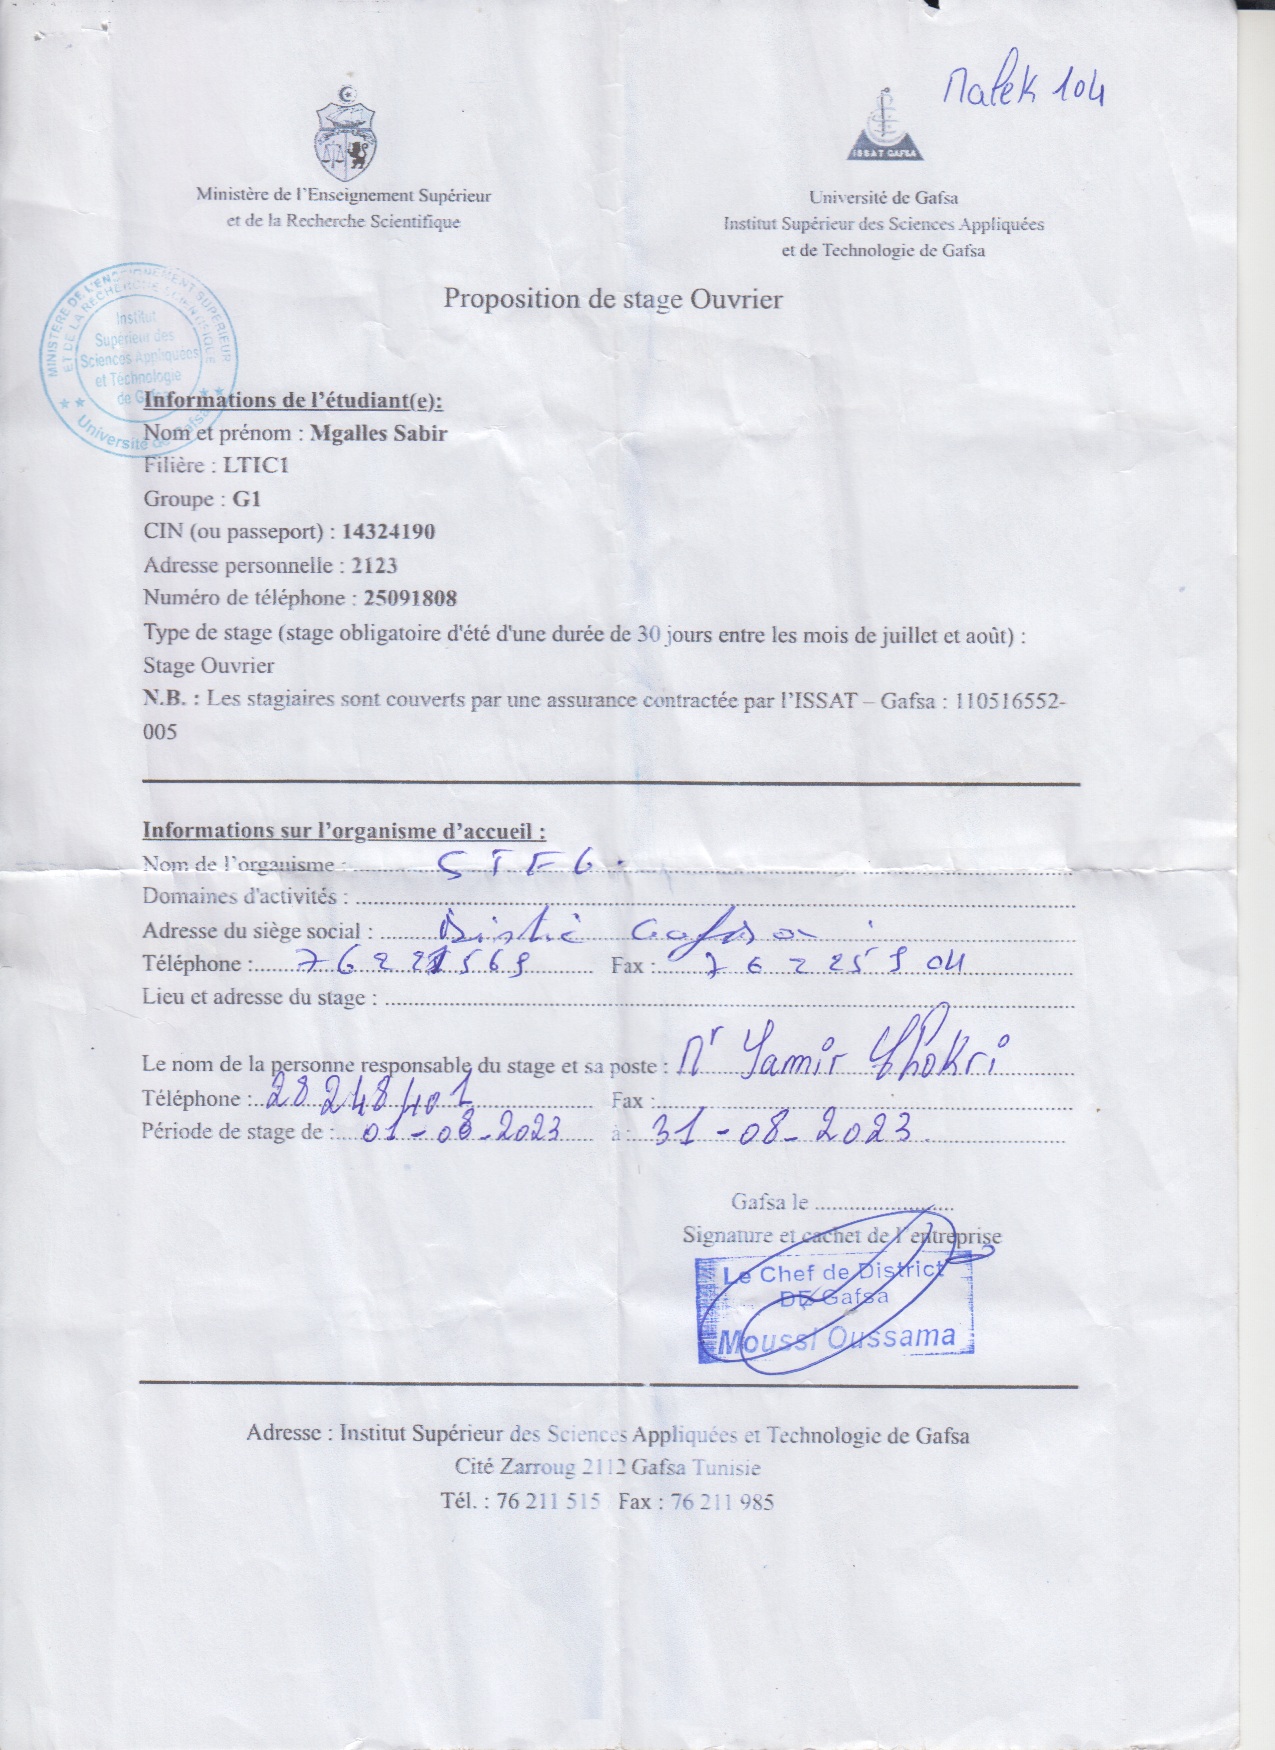 Malek 104
ISSAT GAFSA
Ministère de l'Enseignement Supérieur
et de la Recherche Scientifique
Université de Gafsa
Institut Supérieur des Sciences Appliquées
et de Technologie de Gafsa
Proposition de stage Ouvrier
MINISTERE DE L'ENSEIGNEMENT SUPERIEUR
ET DE LA RECHERCHE SCIENTIFIQUE
Institut
Supérieur des
Sciences Appliquées
et Technologie
de Gafsa
Université de Gafsa
Informations de l'étudiant(e):
Nom et prénom : Mgalles Sabir
Filière : LTIC1
Groupe : G1
CIN (ou passeport) : 14324190
Adresse personnelle : 2123
Numéro de téléphone : 25091808
Type de stage (stage obligatoire d'été d'une durée de 30 jours entre les mois de juillet et août) :
Stage Ouvrier
N.B. : Les stagiaires sont couverts par une assurance contractée par l'ISSAT – Gafsa : 110516552-
005
Informations sur l'organisme d'accueil :
Nom de l'organisme : STEG
Domaines d'activités :
Adresse du siège social : Gafsa
Téléphone : Fax : 76 225 904
Lieu et adresse du stage :
Le nom de la personne responsable du stage et sa poste : Mr Samir Chokri
Téléphone : 28248401 Fax :
Période de stage de : 01-08-2023 à : 31-08-2023
Gafsa le
Signature et cachet de l'entreprise
Le Chef de District
DE Gafsa
Moussi Oussama
Adresse : Institut Supérieur des Sciences Appliquées et Technologie de Gafsa
Cité Zarroug 2112 Gafsa Tunisie
Tél. : 76 211 515 Fax : 76 211 985